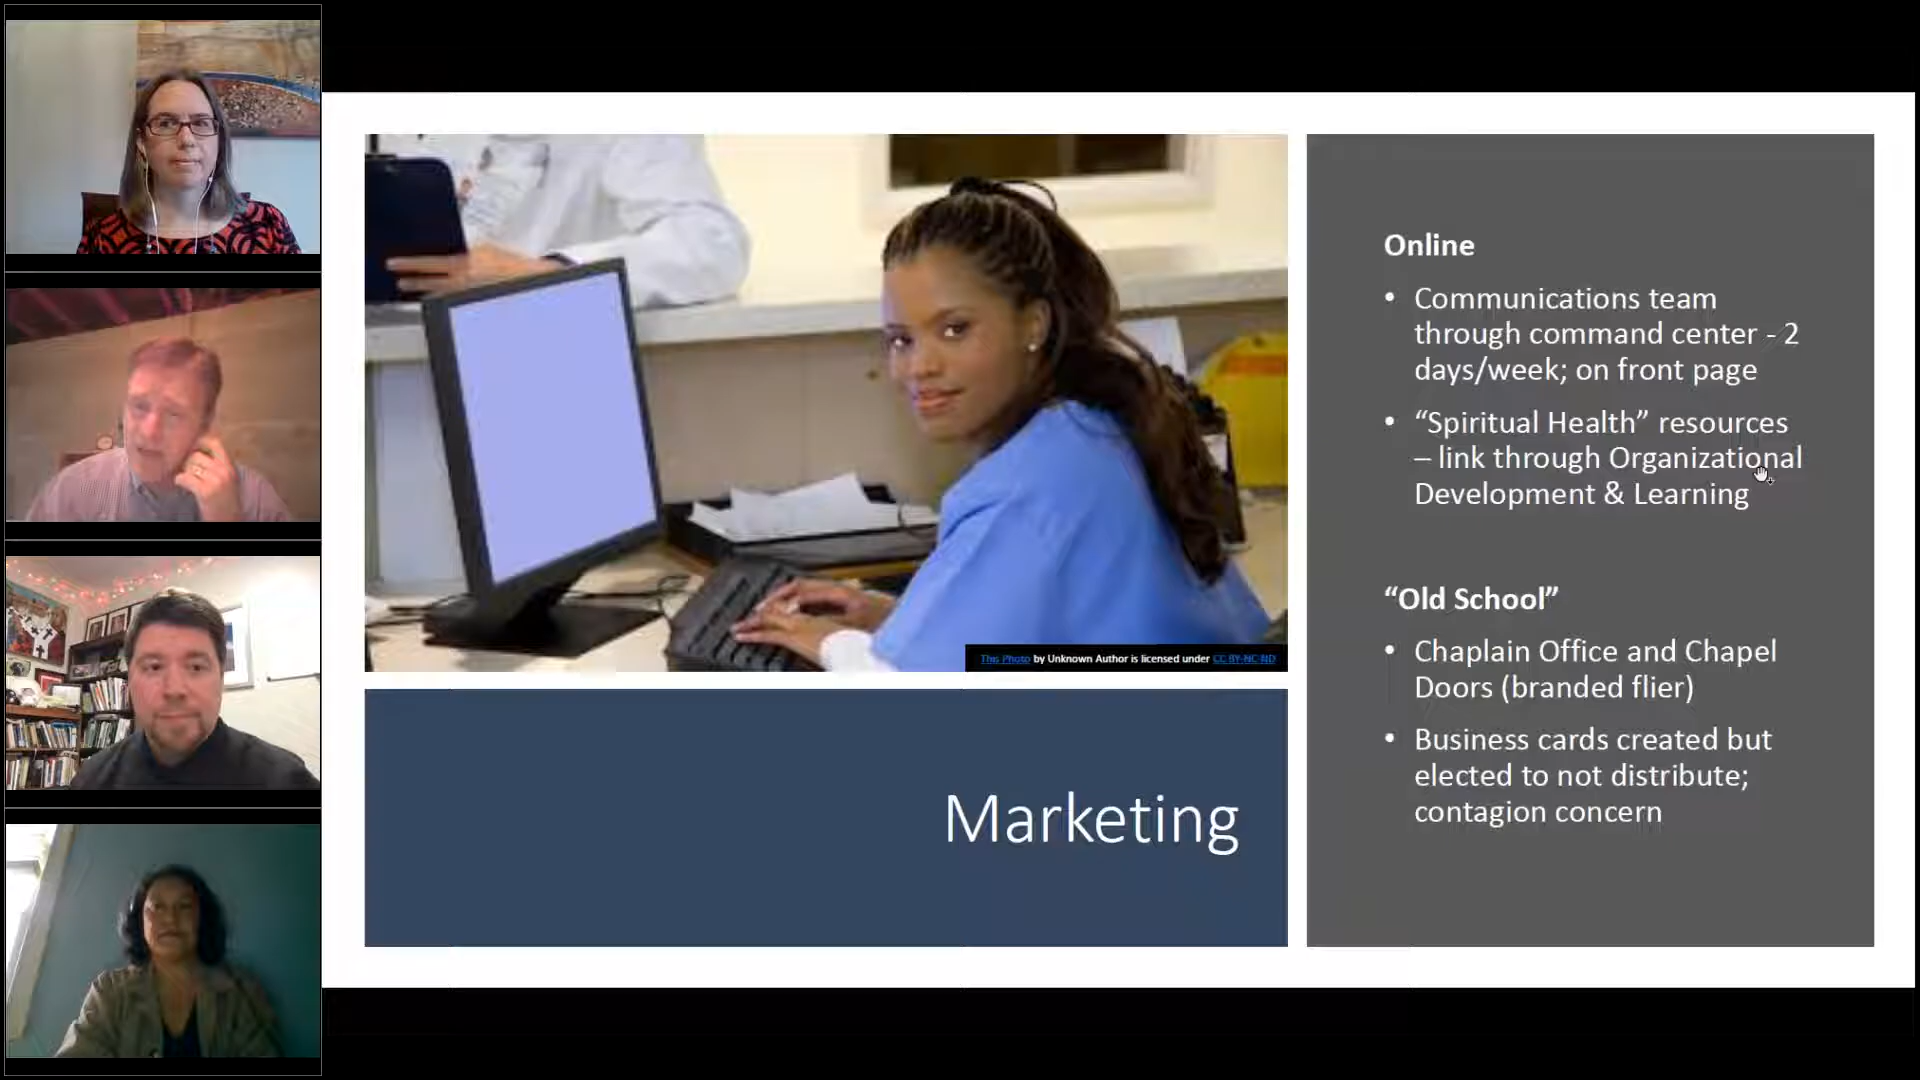 This Photo by Unknown Author is licensed under CC BY-NC-ND
Marketing
Online
• Communications team
through command center - 2
days/week; on front page
• “Spiritual Health” resources
– link through Organizational
Development & Learning
“Old School”
• Chaplain Office and Chapel
Doors (branded flier)
• Business cards created but
elected to not distribute;
contagion concern